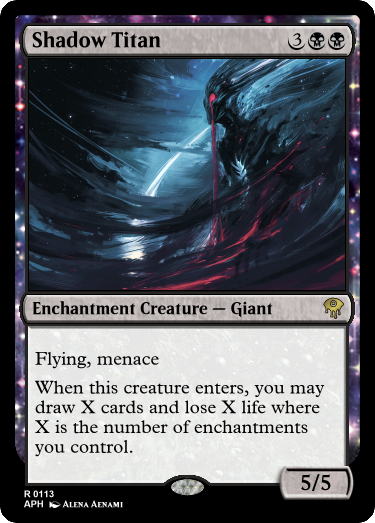 Shadow Titan 3
Enchantment Creature — Giant
Flying, menace
When this creature enters, you may
draw X cards and lose X life where
X is the number of enchantments
you control.
5/5
R 0113
APH Alena Aenami